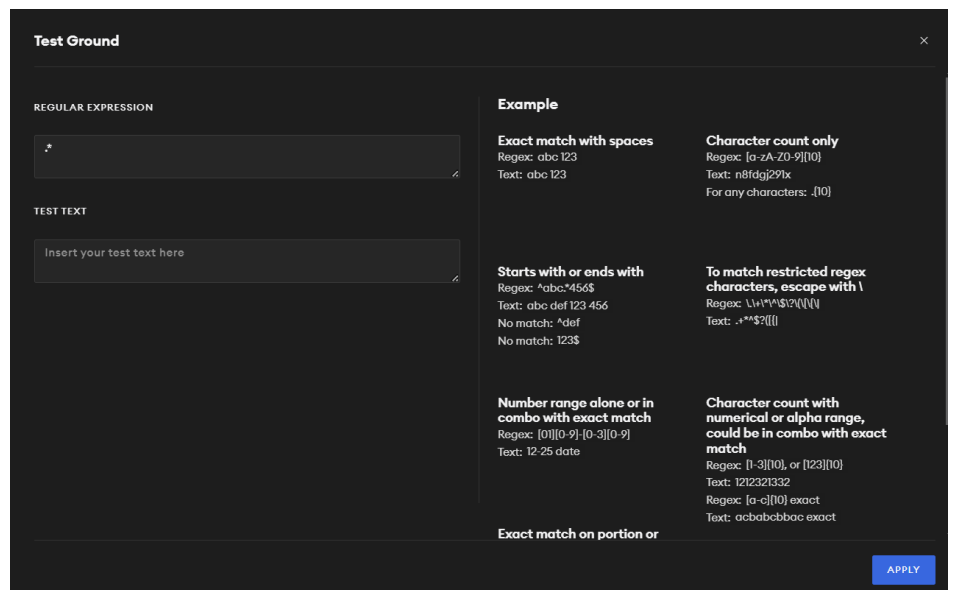 Test Ground
×
REGULAR EXPRESSION
.*
TEST TEXT
Insert your test text here
Example
Exact match with spaces
Regex: abc 123
Text: abc 123
Character count only
Regex: [a-zA-Z0-9]{10}
Text: n8fdgj291x
For any characters: .{10}
Starts with or ends with
Regex: ^abc.*456$
Text: abc def 123 456
No match: ^def
No match: 123$
To match restricted regex
characters, escape with \
Regex: \.\+\*\^\$\?\(\[\{\|
Text: .+*^$?([{|
Number range alone or in
combo with exact match
Regex: [01][0-9]-[0-3][0-9]
Text: 12-25 date
Character count with
numerical or alpha range,
could be in combo with exact
match
Regex: [1-3]{10}, or [123]{10}
Text: 1212321332
Regex: [a-c]{10} exact
Text: acbabcbbac exact
Exact match on portion or
APPLY